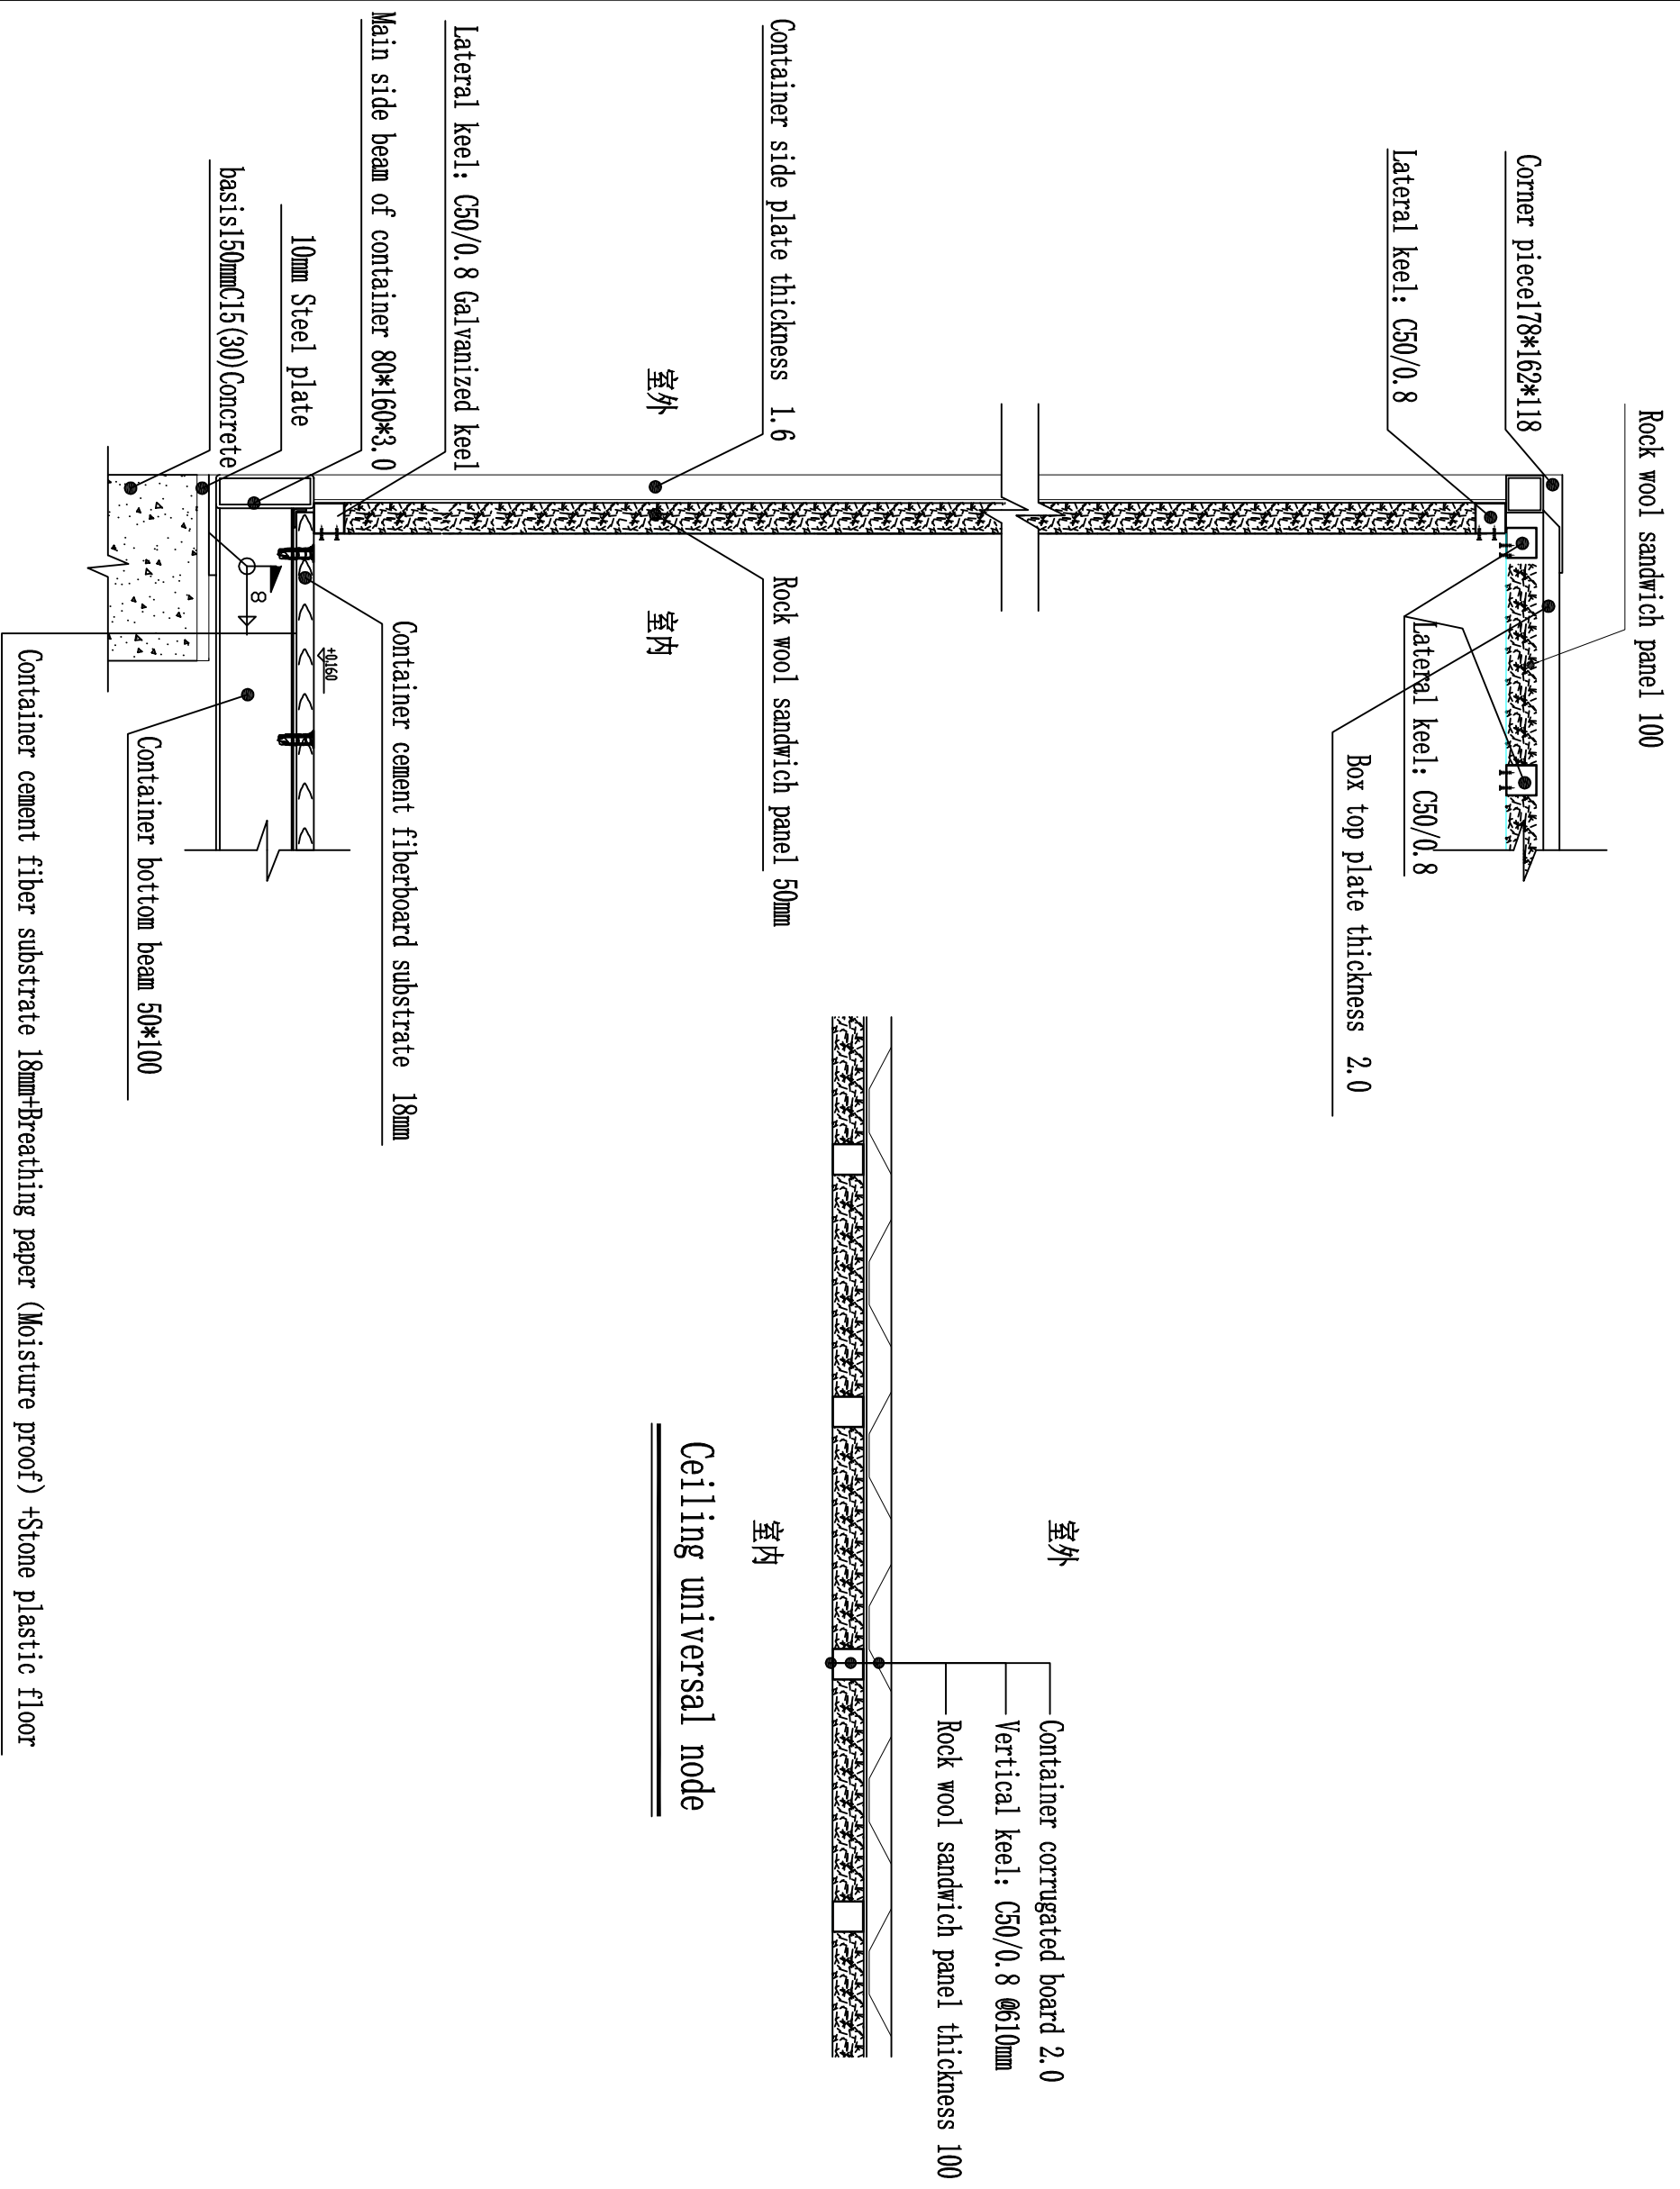 Rock wool sandwich panel 100
Corner piece178*162*118
Lateral keel: C50/0.8
Lateral keel: C50/0.8
Box top plate thickness 2.0
Container side plate thickness 1.6
室外
室内
Rock wool sandwich panel 50mm
Lateral keel: C50/0.8 Galvanized keel
Main side beam of container 80*160*3.0
10mm Steel plate
basis150mmC15(30)Concrete
8
+0.160
Container cement fiberboard substrate 18mm
Container bottom beam 50*100
Container cement fiber substrate 18mm+Breathing paper (Moisture proof) +Stone plastic floor
室外
Container corrugated board 2.0
Vertical keel: C50/0.8 @610mm
Rock wool sandwich panel thickness 100
室内
Ceiling universal node